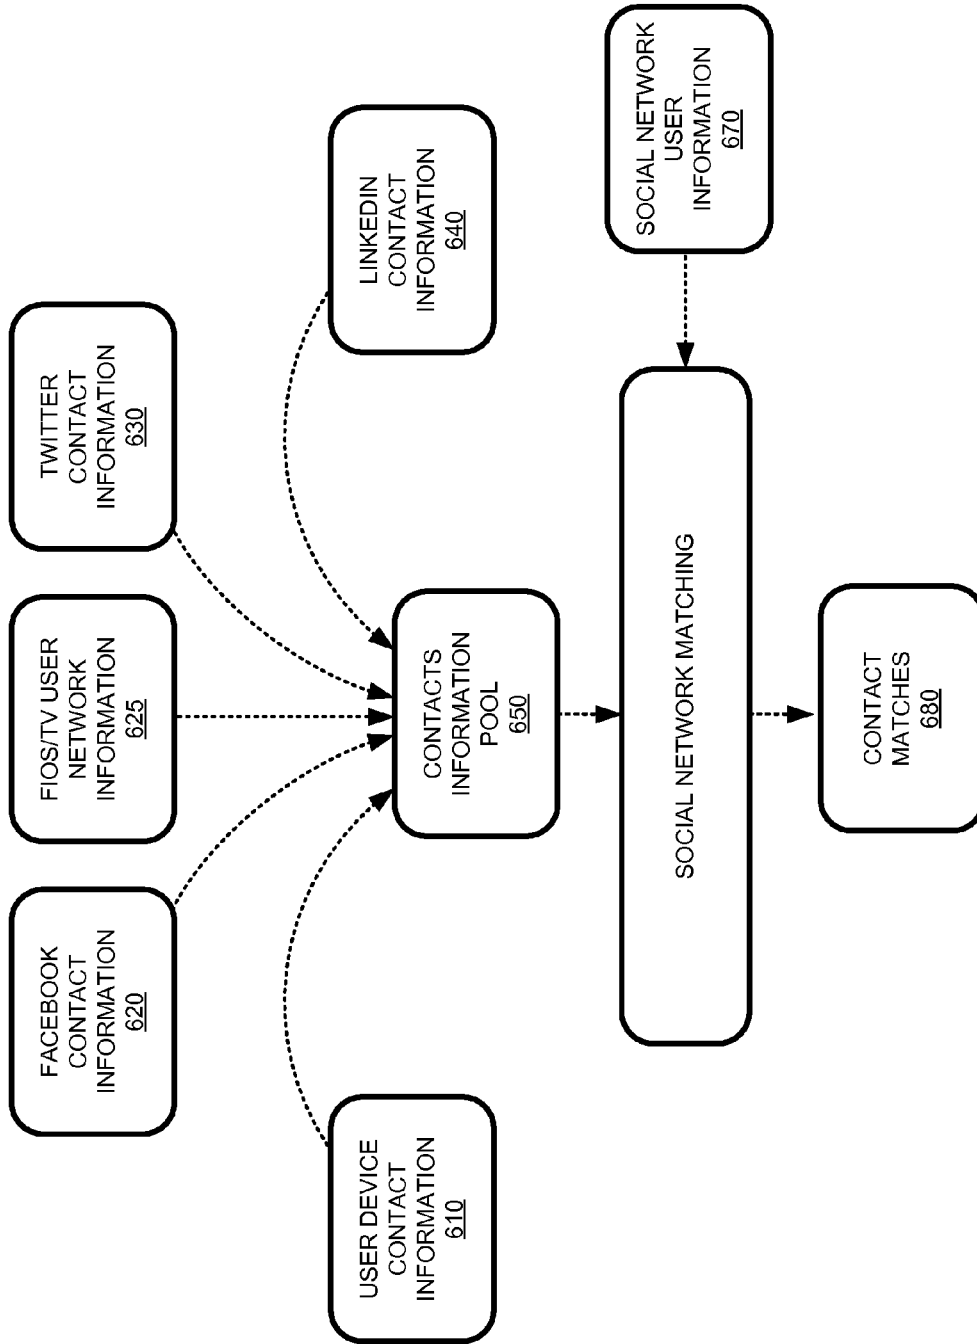 FACEBOOK
CONTACT
INFORMATION
620
FIOS/TV USER
NETWORK
INFORMATION
625
TWITTER
CONTACT
INFORMATION
630
USER DEVICE
CONTACT
INFORMATION
610
LINKEDIN
CONTACT
INFORMATION
640
CONTACTS
INFORMATION
POOL
650
SOCIAL NETWORK MATCHING
SOCIAL NETWORK
USER
INFORMATION
670
CONTACT
MATCHES
680